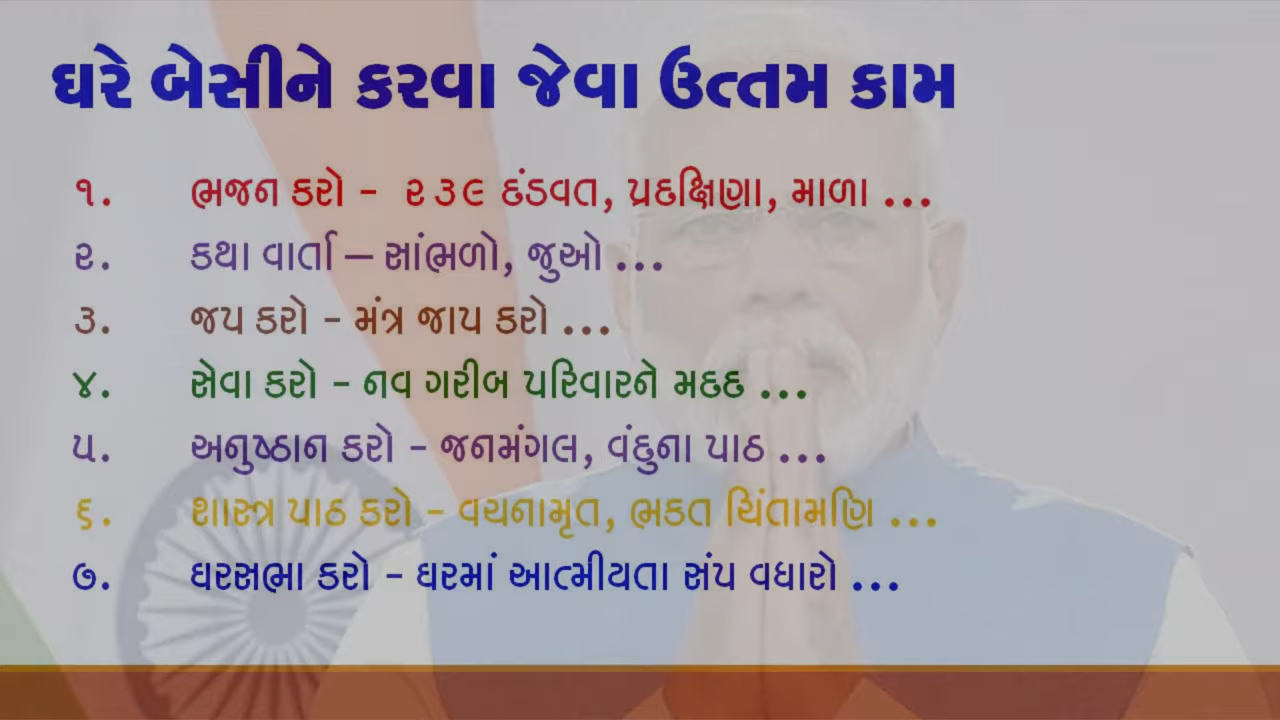 ઘરે બેસીને કરવા જેવા ઉત્તમ કામ
૧. ભજન કરો - ૨૩૯ દંડવત, પ્રદક્ષિણા, માળા ...
૨. કથા વાર્તા – સાંભળો, જુઓ ...
૩. જપ કરો - મંત્ર જાપ કરો ...
૪. સેવા કરો - નવ ગરીબ પરિવારને મદદ ...
૫. અનુષ્ઠાન કરો - જનમંગલ, વંદુના પાઠ ...
૬. શાસ્ત્ર પાઠ કરો - વચનામૃત, ભકત ચિંતામણિ ...
૭. ઘરસભા કરો - ઘરમાં આત્મીયતા સંપ વધારો ...